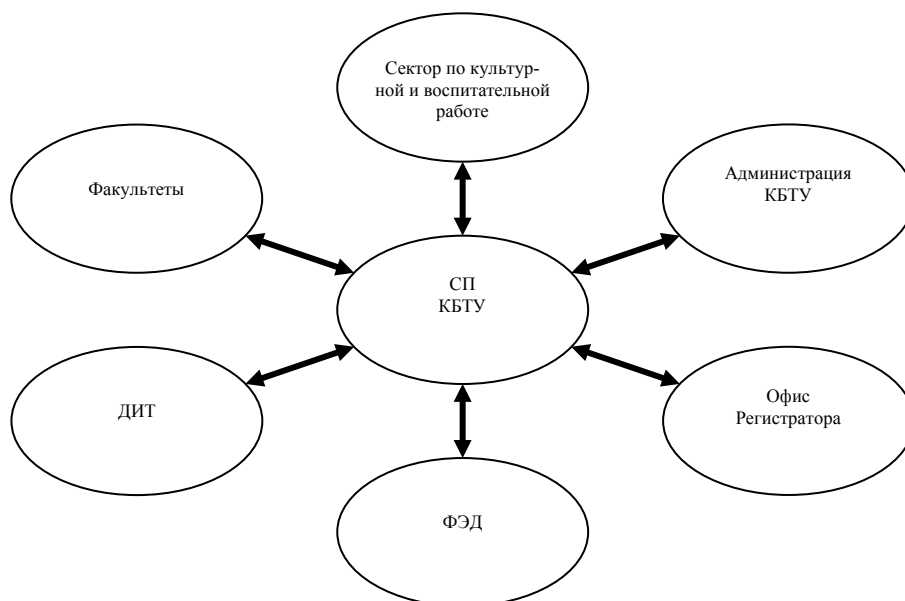 Сектор по культур-
ной и воспитательной
работе
Факультеты
Администрация
КБТУ
СП
КБТУ
ДИТ
Офис
Регистратора
ФЭД